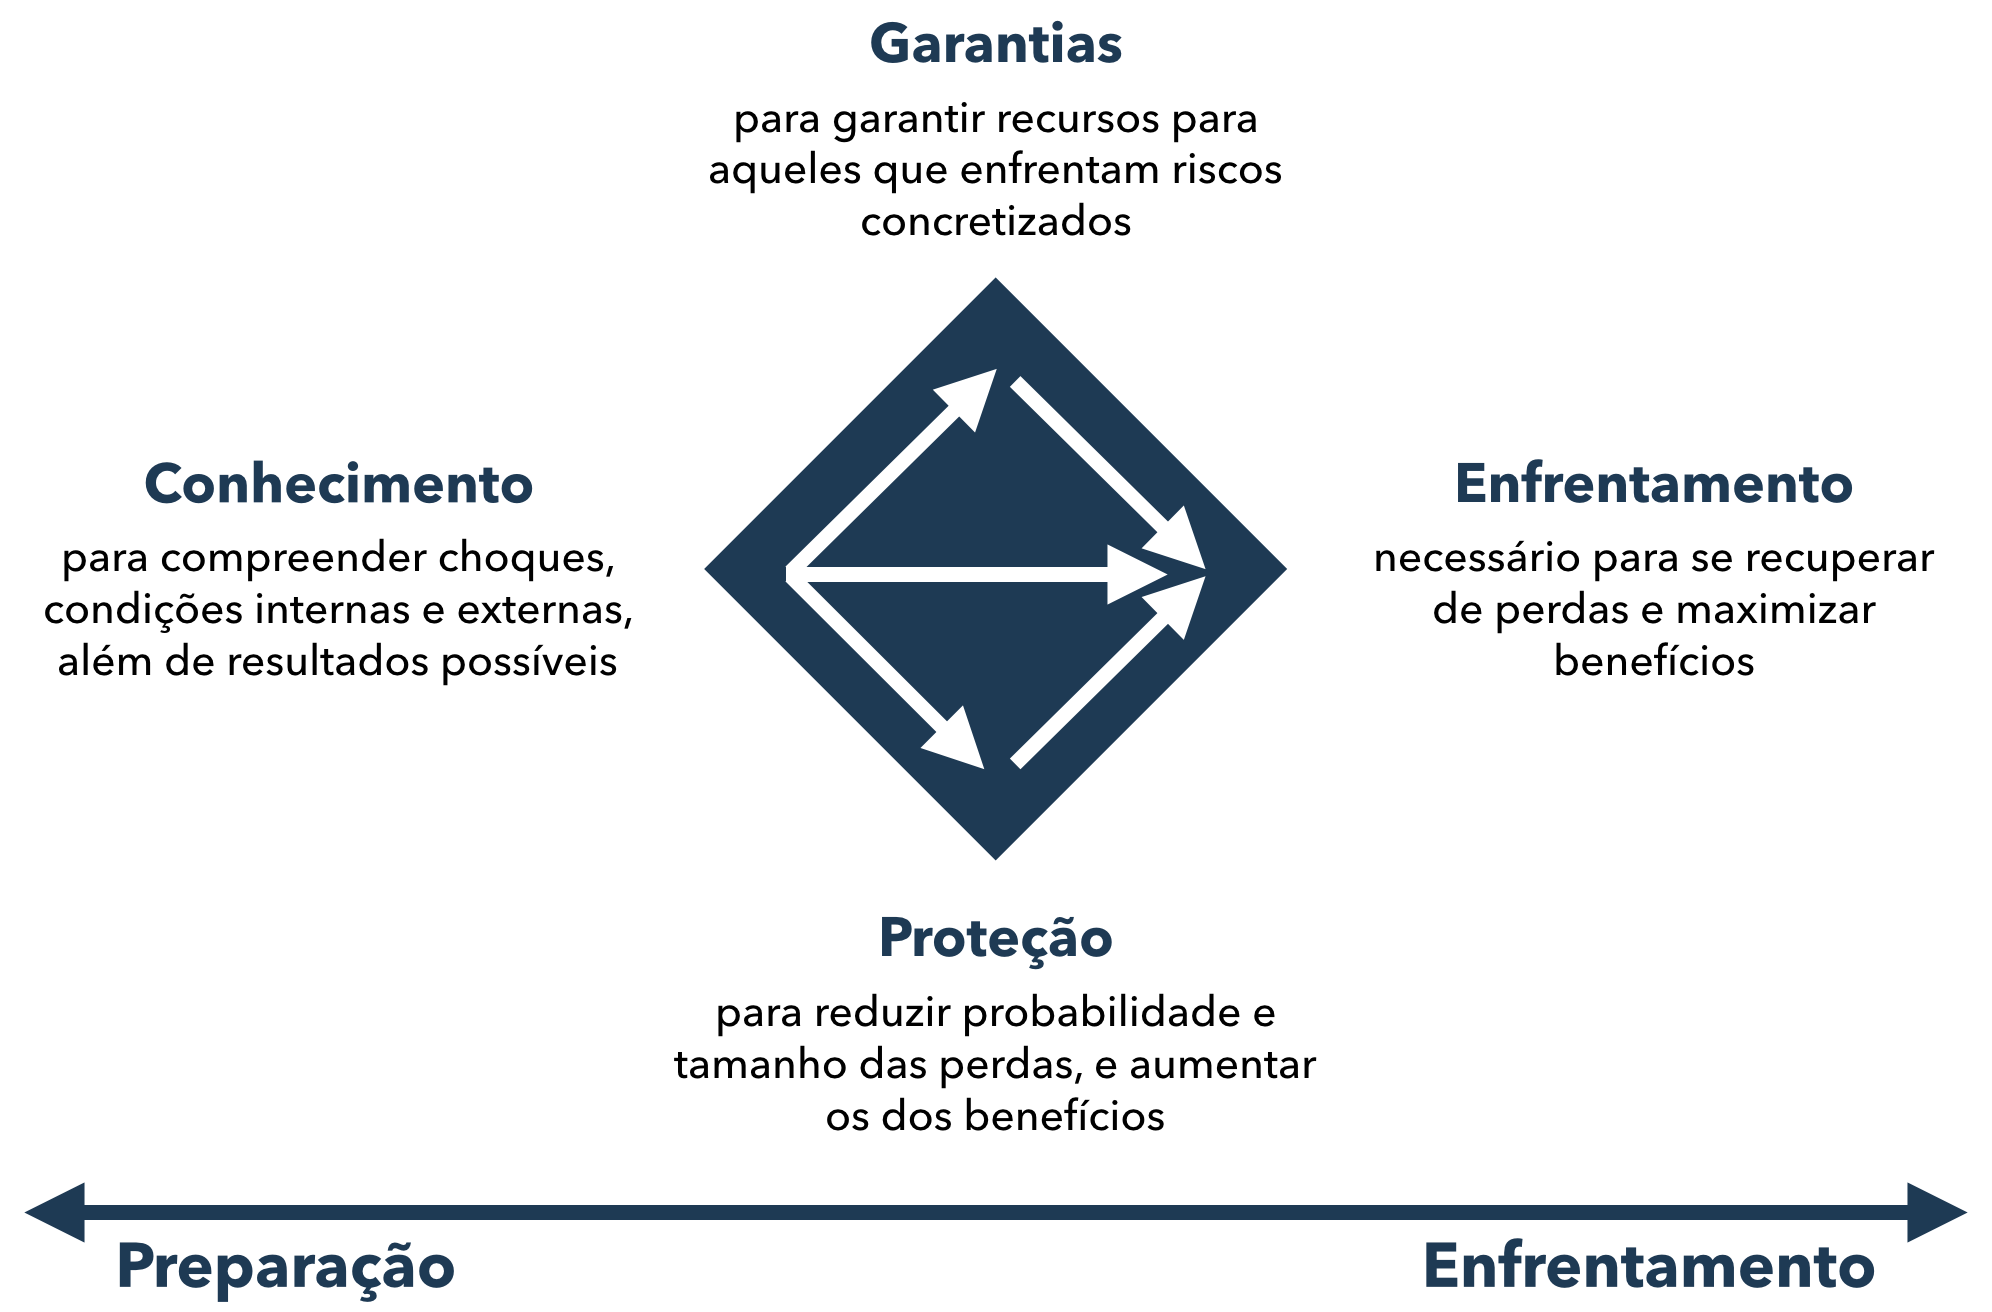 Garantias
para garantir recursos para
aqueles que enfrentam riscos
concretizados
Conhecimento
para compreender choques,
condições internas e externas,
além de resultados possíveis
Enfrentamento
necessário para se recuperar
de perdas e maximizar
benefícios
Proteção
para reduzir probabilidade e
tamanho das perdas, e aumentar
os dos benefícios
Preparação
Enfrentamento